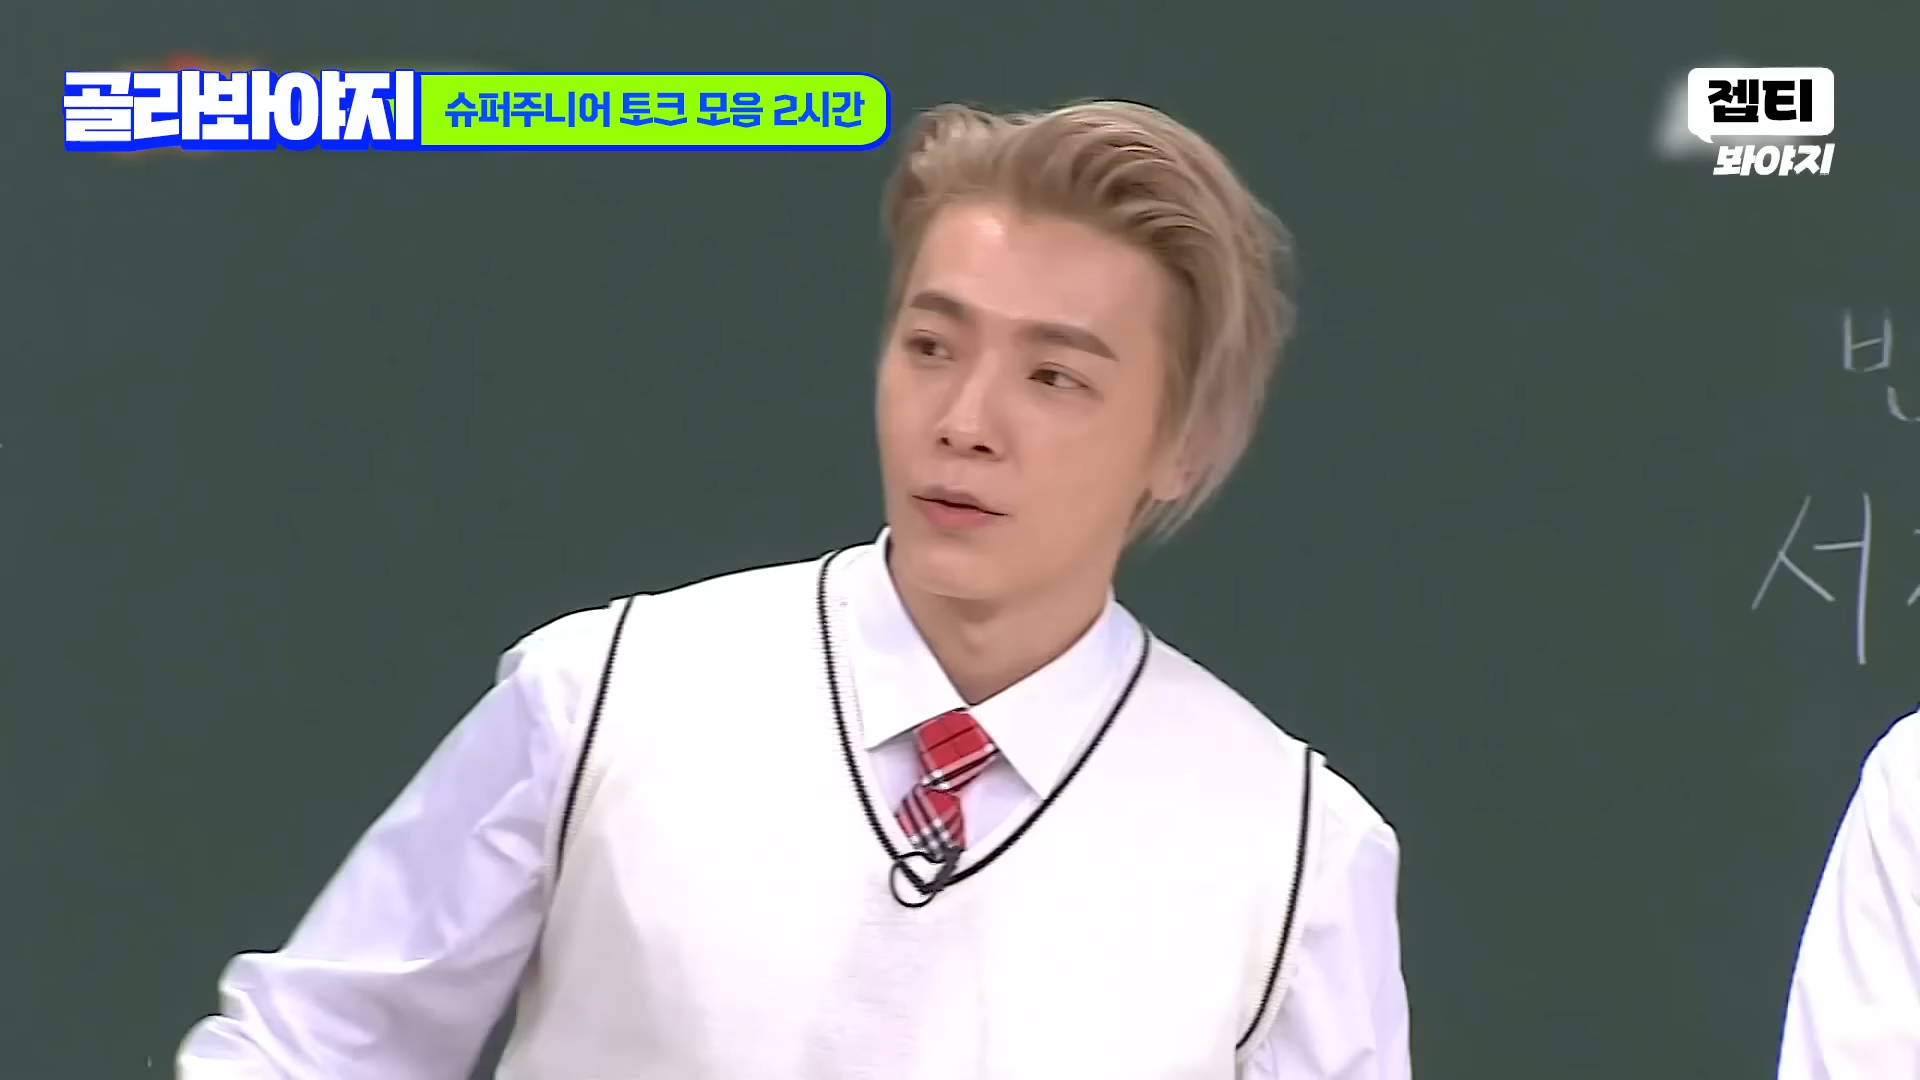 골라봐야지 슈퍼주니어 토크 모음 2시간
젭티
봐야지
서